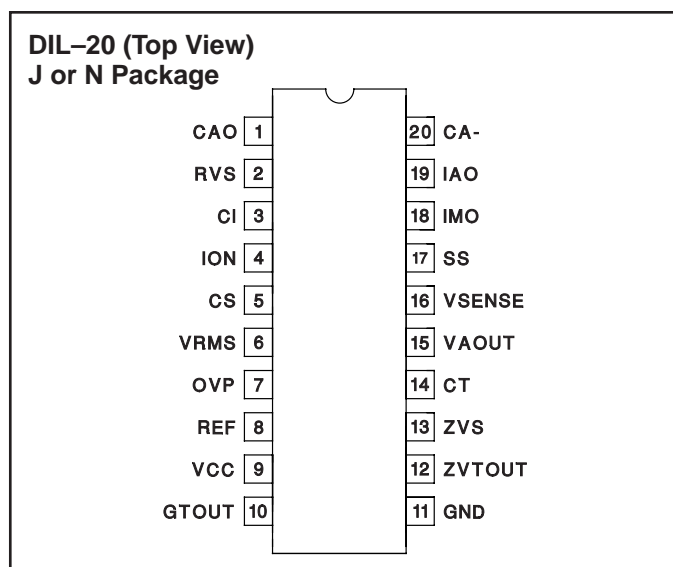 DIL–20 (Top View)
J or N Package
CAO 1 20 CA-
RVS 2 19 IAO
CI 3 18 IMO
ION 4 17 SS
CS 5 16 VSENSE
VRMS 6 15 VAOUT
OVP 7 14 CT
REF 8 13 ZVS
VCC 9 12 ZVTOUT
GTOUT 10 11 GND